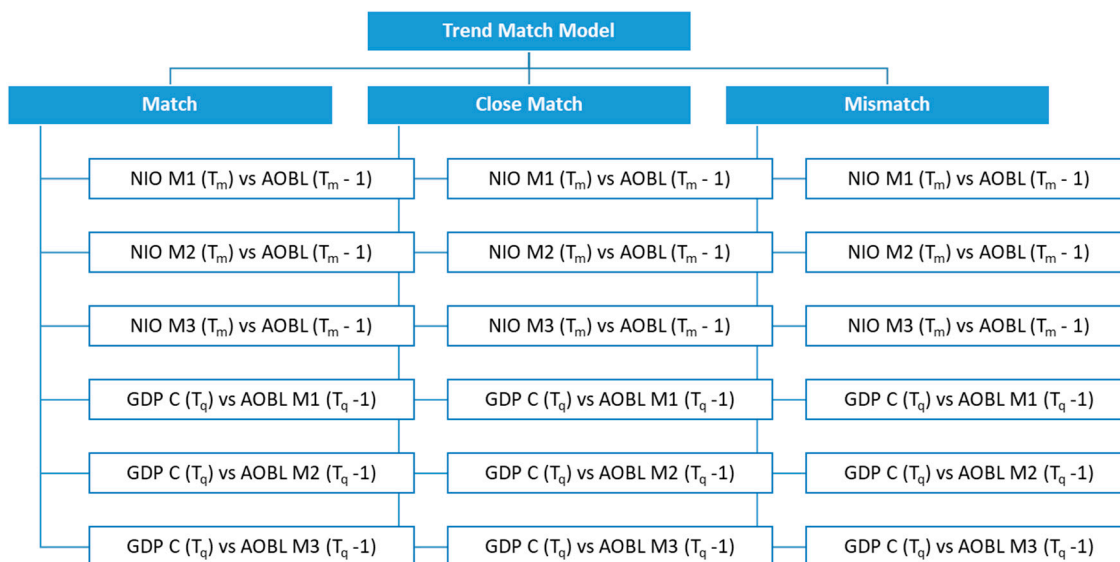 Trend Match Model
Match
Close Match
Mismatch
NIO M1 (Tm) vs AOBL (Tm - 1)
NIO M1 (Tm) vs AOBL (Tm - 1)
NIO M1 (Tm) vs AOBL (Tm - 1)
NIO M2 (Tm) vs AOBL (Tm - 1)
NIO M2 (Tm) vs AOBL (Tm - 1)
NIO M2 (Tm) vs AOBL (Tm - 1)
NIO M3 (Tm) vs AOBL (Tm - 1)
NIO M3 (Tm) vs AOBL (Tm - 1)
NIO M3 (Tm) vs AOBL (Tm - 1)
GDP C (Tq) vs AOBL M1 (Tq -1)
GDP C (Tq) vs AOBL M1 (Tq -1)
GDP C (Tq) vs AOBL M1 (Tq -1)
GDP C (Tq) vs AOBL M2 (Tq -1)
GDP C (Tq) vs AOBL M2 (Tq -1)
GDP C (Tq) vs AOBL M2 (Tq -1)
GDP C (Tq) vs AOBL M3 (Tq -1)
GDP C (Tq) vs AOBL M3 (Tq -1)
GDP C (Tq) vs AOBL M3 (Tq -1)